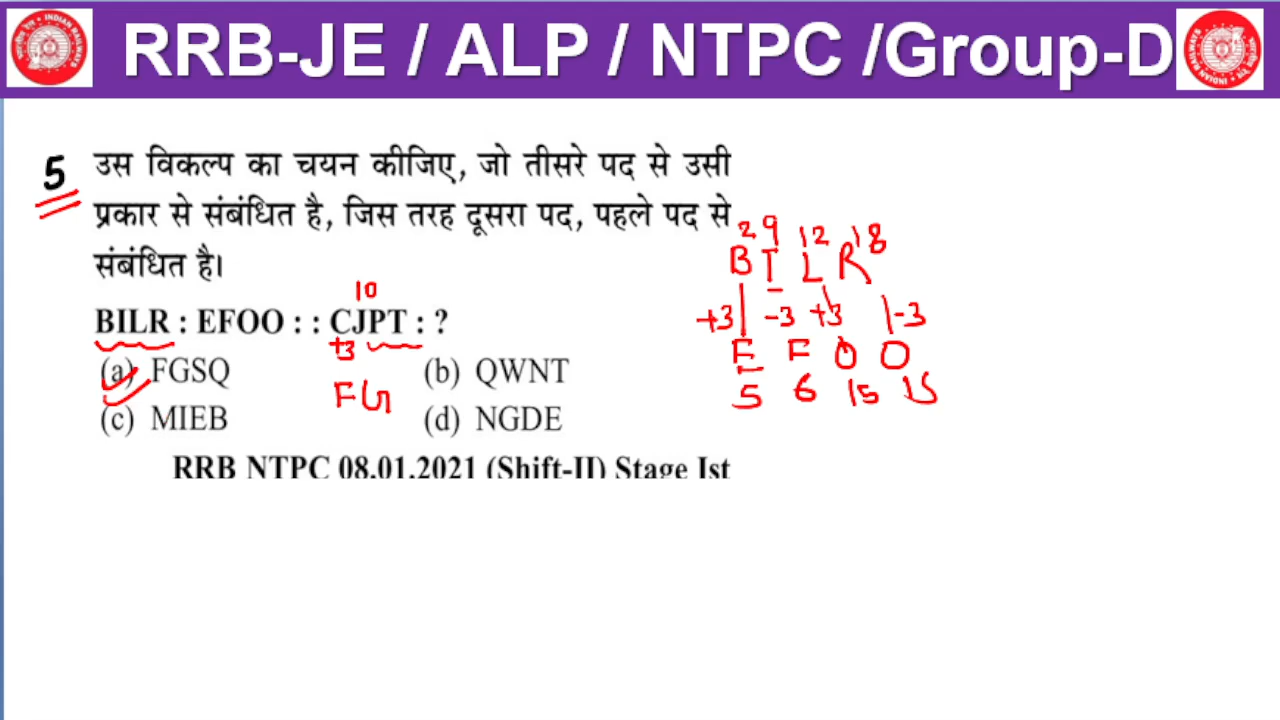 RRB-JE / ALP / NTPC /Group-D
5
उस विकल्प का चयन कीजिए, जो तीसरे पद से उसी
प्रकार से संबंधित है, जिस तरह दूसरा पद, पहले पद से
संबंधित है।
BILR : EFOO : : CJPT : ?
(a) FGSQ
(b) QWNT
(c) MIEB
(d) NGDE
RRB NTPC 08.01.2021 (Shift-II) Stage Ist
10
+3
FG
2 9 12 18
B I L R
+3 -3 +3 -3
E F O O
5 6 15 15